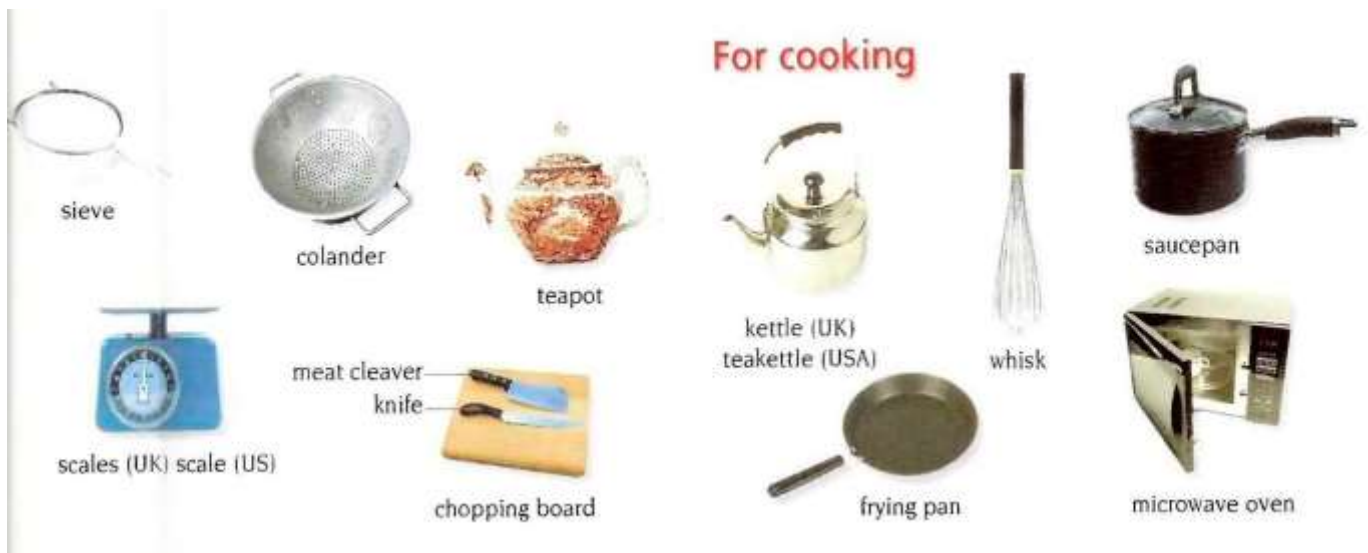 For cooking
sieve
colander
teapot
kettle (UK)
teakettle (USA)
whisk
saucepan
scales (UK) scale (US)
meat cleaver
knife
chopping board
frying pan
microwave oven